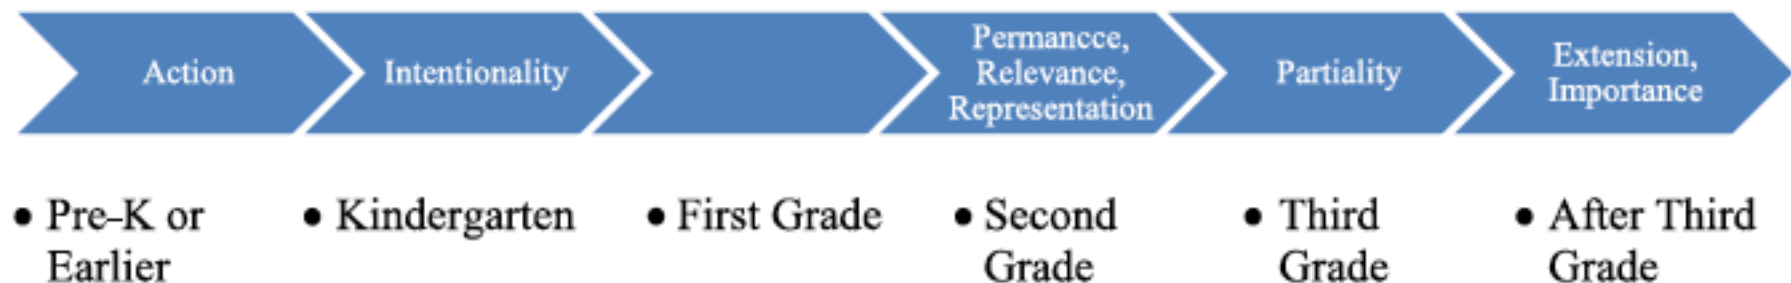 Action
Intentionality
Permancce,
Relevance,
Representation
Partiality
Extension,
Importance
• Pre–K or
Earlier
• Kindergarten
• First Grade
• Second
Grade
• Third
Grade
• After Third
Grade